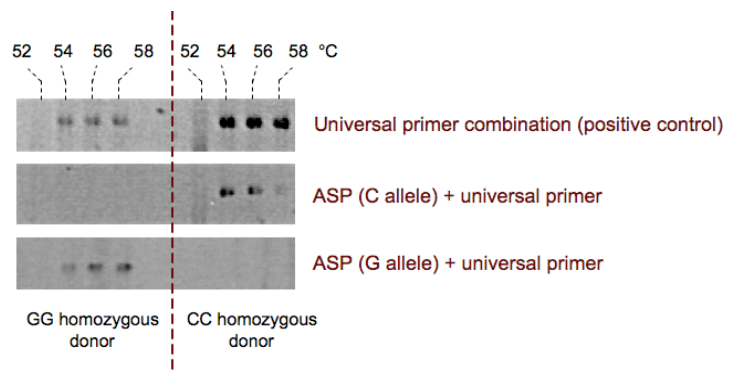 52 54 56 58 °C 52 54 56 58 °C
Universal primer combination (positive control)
ASP (C allele) + universal primer
ASP (G allele) + universal primer
GG homozygous
donor
CC homozygous
donor